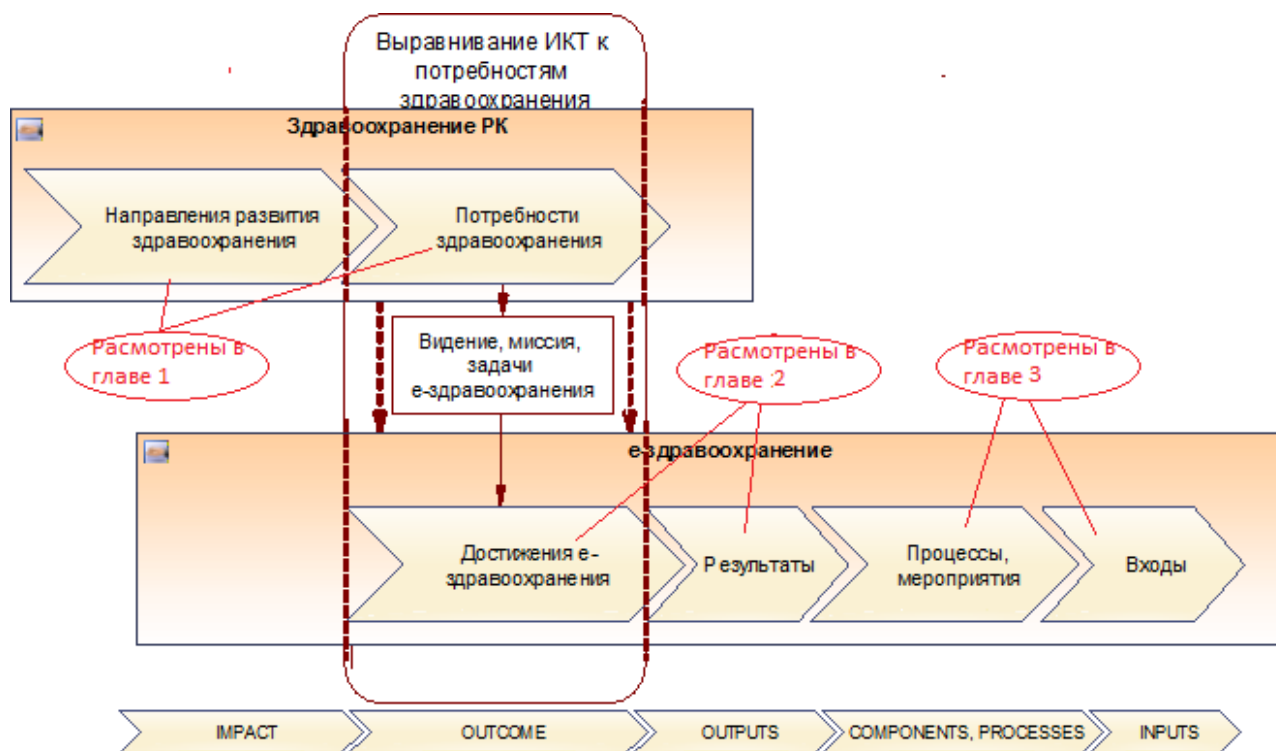 Выравнивание ИКТ к
потребностям
здравоохранения
Здравоохранение РК
Направления развития
здравоохранения
Потребности
здравоохранения
Расмотрены в
главе 1
Видение, миссия,
задачи
е-здравоохранения
Расмотрены в
главе :2
Расмотрены в
главе 3
е-здравоохранение
Достижения е-
здравоохранения
Результаты
Процессы,
мероприятия
Входы
IMPACT
OUTCOME
OUTPUTS
COMPONENTS, PROCESSES
INPUTS